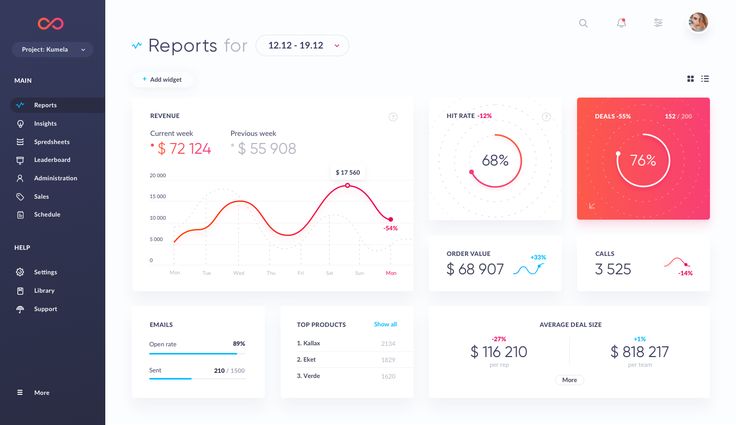 Project: Kumela
MAIN
Reports
Insights
Spredsheets
Leaderboard
Administration
Sales
Schedule
HELP
Settings
Library
Support
More
Reports for
12.12 - 19.12
+ Add widget
REVENUE
?
Current week
* $ 72 124
Previous week
* $ 55 908
$ 17 560
20 000
15 000
10 000
5 000
0
-54%
Mon Tue Wed Thu Fri Sat Sun Mon
HIT RATE -12%
?
68%
DEALS -55%
152 / 200
76%
ORDER VALUE
+33%
$ 68 907
CALLS
3 525
-14%
EMAILS
Open rate 89%
Sent 210 / 1500
TOP PRODUCTS Show all
1. Kallax 2134
2. Eket 1829
3. Verde 1620
AVERAGE DEAL SIZE
-27%
$ 116 210
per rep
+1%
$ 818 217
per team
More